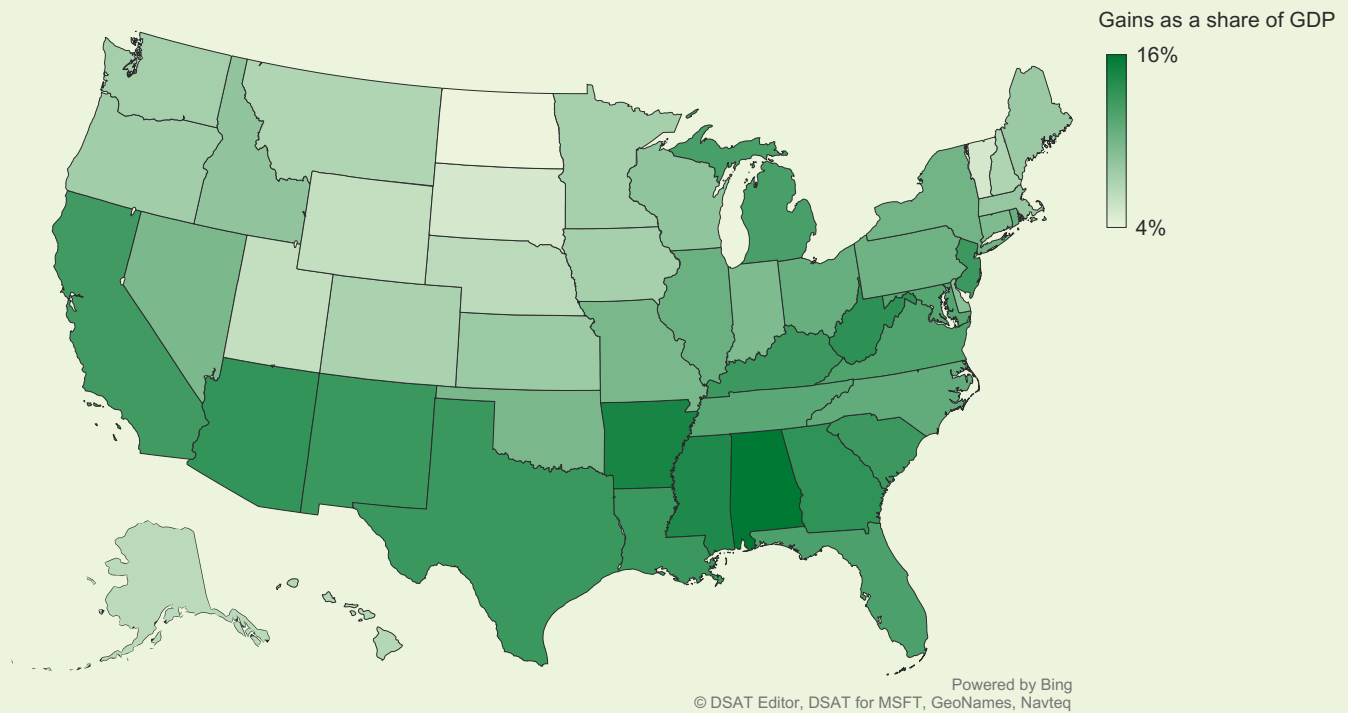 Gains as a share of GDP
16%
4%
Powered by Bing
© DSAT Editor, DSAT for MSFT, GeoNames, Navteq